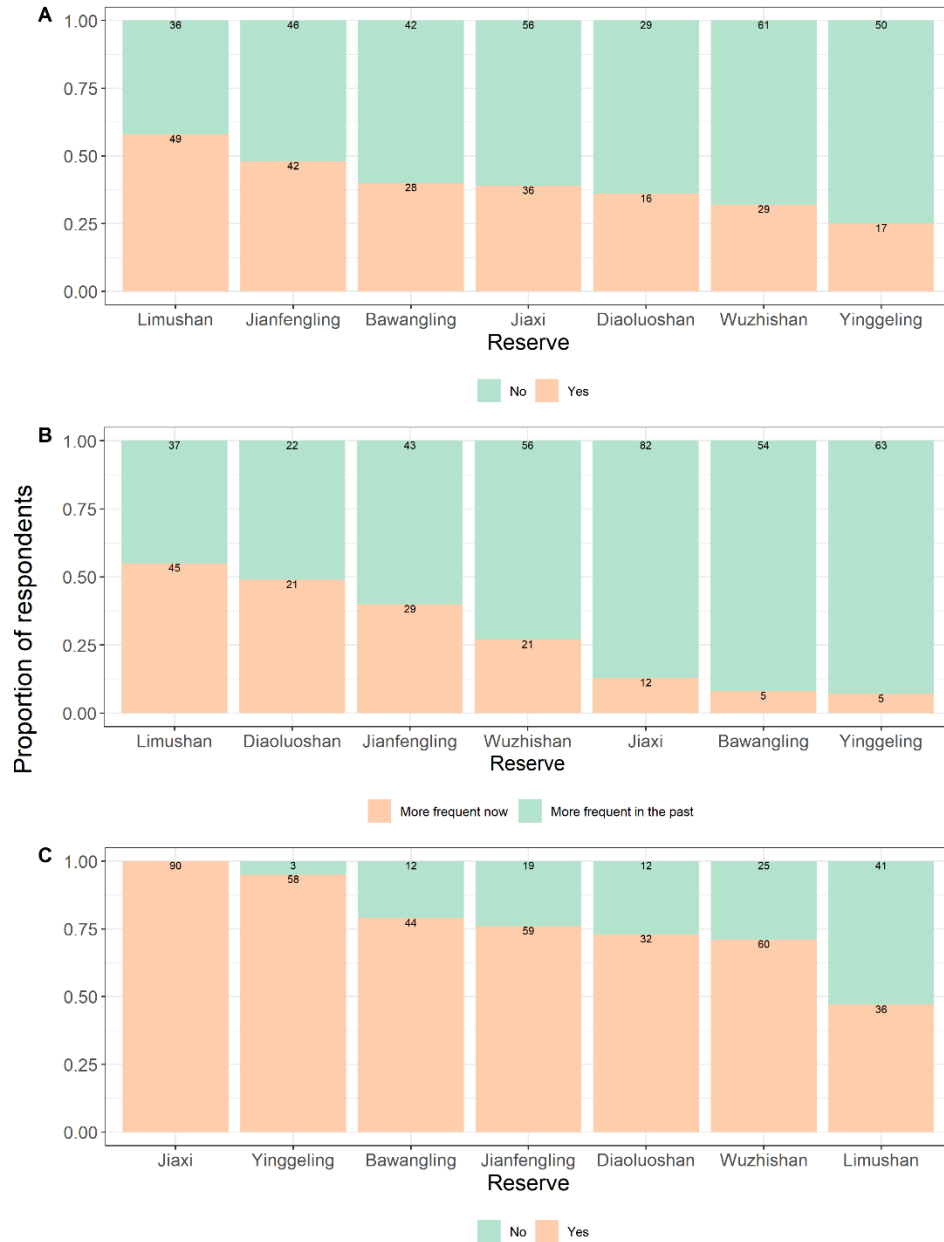 A
1.00
36 46 42 56 29 61 50
0.75
49
0.50
42
28 36
16
29
0.25
17
0.00
Limushan Jianfengling Bawangling Jiaxi Diaoluoshan Wuzhishan Yinggeling
Reserve
No Yes
Proportion of respondents
B
1.00
37 22 43 56 82 54 63
0.75
45
0.50
21
29
21
0.25
12
5 5
0.00
Limushan Diaoluoshan Jianfengling Wuzhishan Jiaxi Bawangling Yinggeling
Reserve
More frequent now More frequent in the past
C
1.00
90 3 12 19 12 25 41
58
44
59
0.75
32
60
0.50
36
0.25
0.00
Jiaxi Yinggeling Bawangling Jianfengling Diaoluoshan Wuzhishan Limushan
Reserve
No Yes